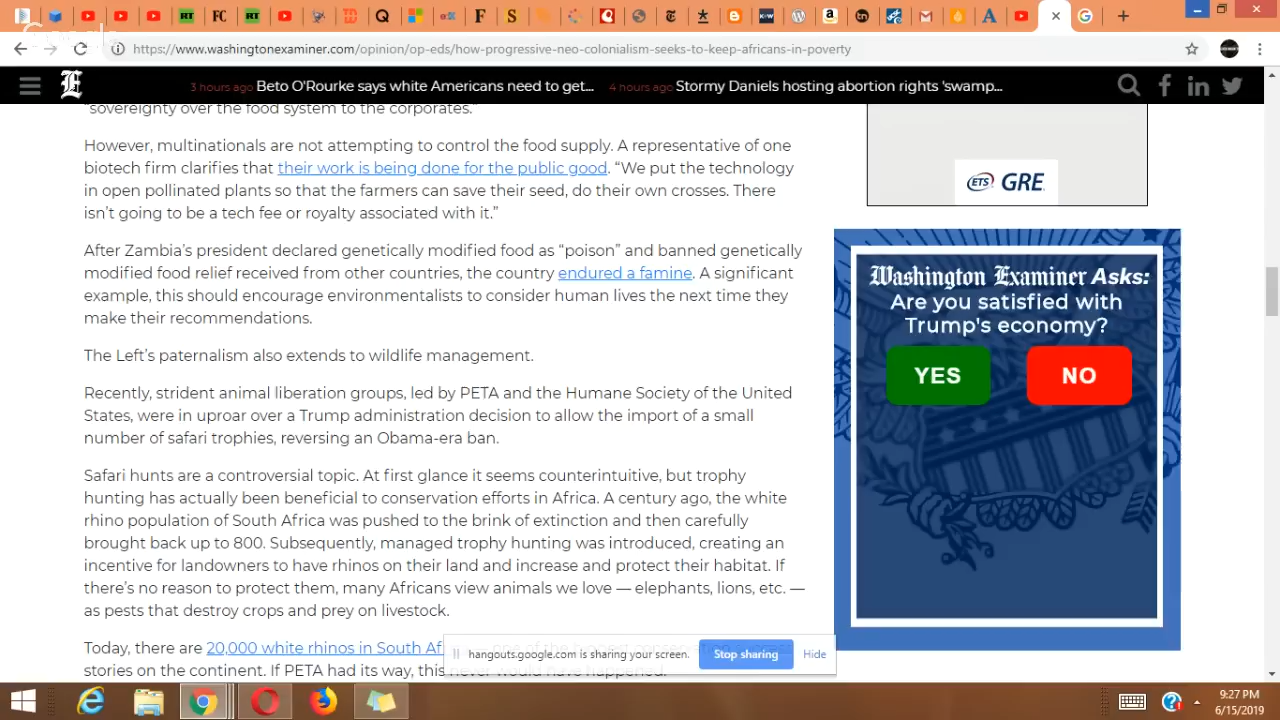 https://www.washingtonexaminer.com/opinion/op-eds/how-progressive-neo-colonialism-seeks-to-keep-africans-in-poverty
3 hours ago Beto O'Rourke says white Americans need to get... 4 hours ago Stormy Daniels hosting abortion rights 'swamp...
"sovereignty over the food system to the corporates."
However, multinationals are not attempting to control the food supply. A representative of one
biotech firm clarifies that their work is being done for the public good. “We put the technology
in open pollinated plants so that the farmers can save their seed, do their own crosses. There
isn’t going to be a tech fee or royalty associated with it.”
After Zambia’s president declared genetically modified food as “poison” and banned genetically
modified food relief received from other countries, the country endured a famine. A significant
example, this should encourage environmentalists to consider human lives the next time they
make their recommendations.
The Left’s paternalism also extends to wildlife management.
Recently, strident animal liberation groups, led by PETA and the Humane Society of the United
States, were in uproar over a Trump administration decision to allow the import of a small
number of safari trophies, reversing an Obama-era ban.
Safari hunts are a controversial topic. At first glance it seems counterintuitive, but trophy
hunting has actually been beneficial to conservation efforts in Africa. A century ago, the white
rhino population of South Africa was pushed to the brink of extinction and then carefully
brought back up to 800. Subsequently, managed trophy hunting was introduced, creating an
incentive for landowners to have rhinos on their land and increase and protect their habitat. If
there’s no reason to protect them, many Africans view animals we love — elephants, lions, etc. —
as pests that destroy crops and prey on livestock.
Today, there are 20,000 white rhinos in South Af
stories on the continent. If PETA had its way, this never would have happened.
hangouts.google.com is sharing your screen. Stop sharing Hide
ETS GRE
Washington Examiner Asks:
Are you satisfied with
Trump's economy?
YES NO
9:27 PM
6/15/2019